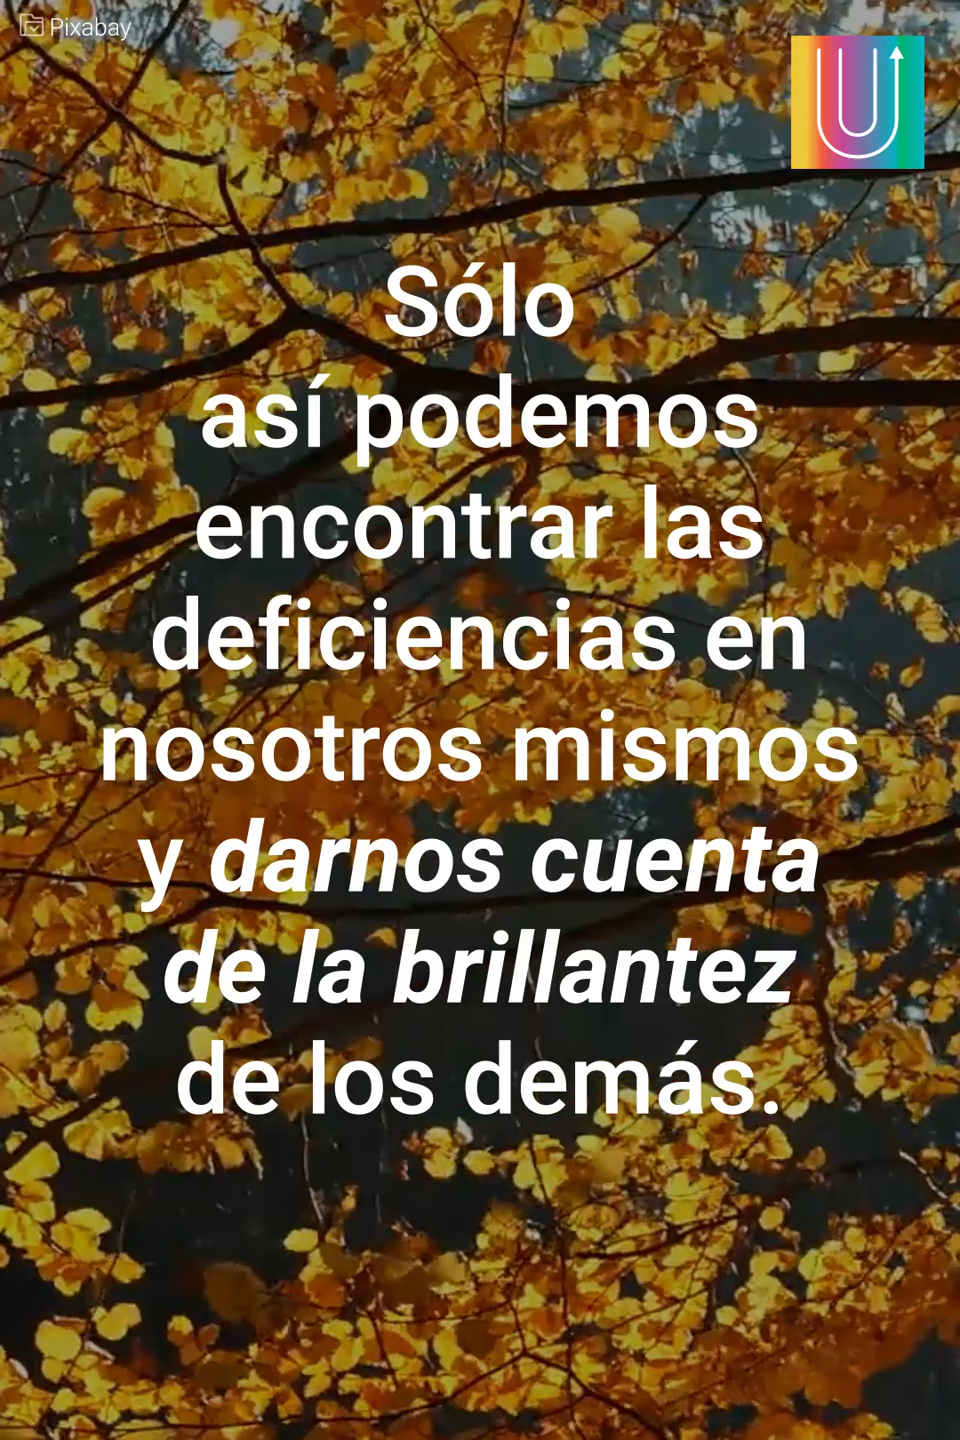 Pixabay
U
Sólo
así podemos
encontrar las
deficiencias en
nosotros mismos
y darnos cuenta
de la brillantez
de los demás.